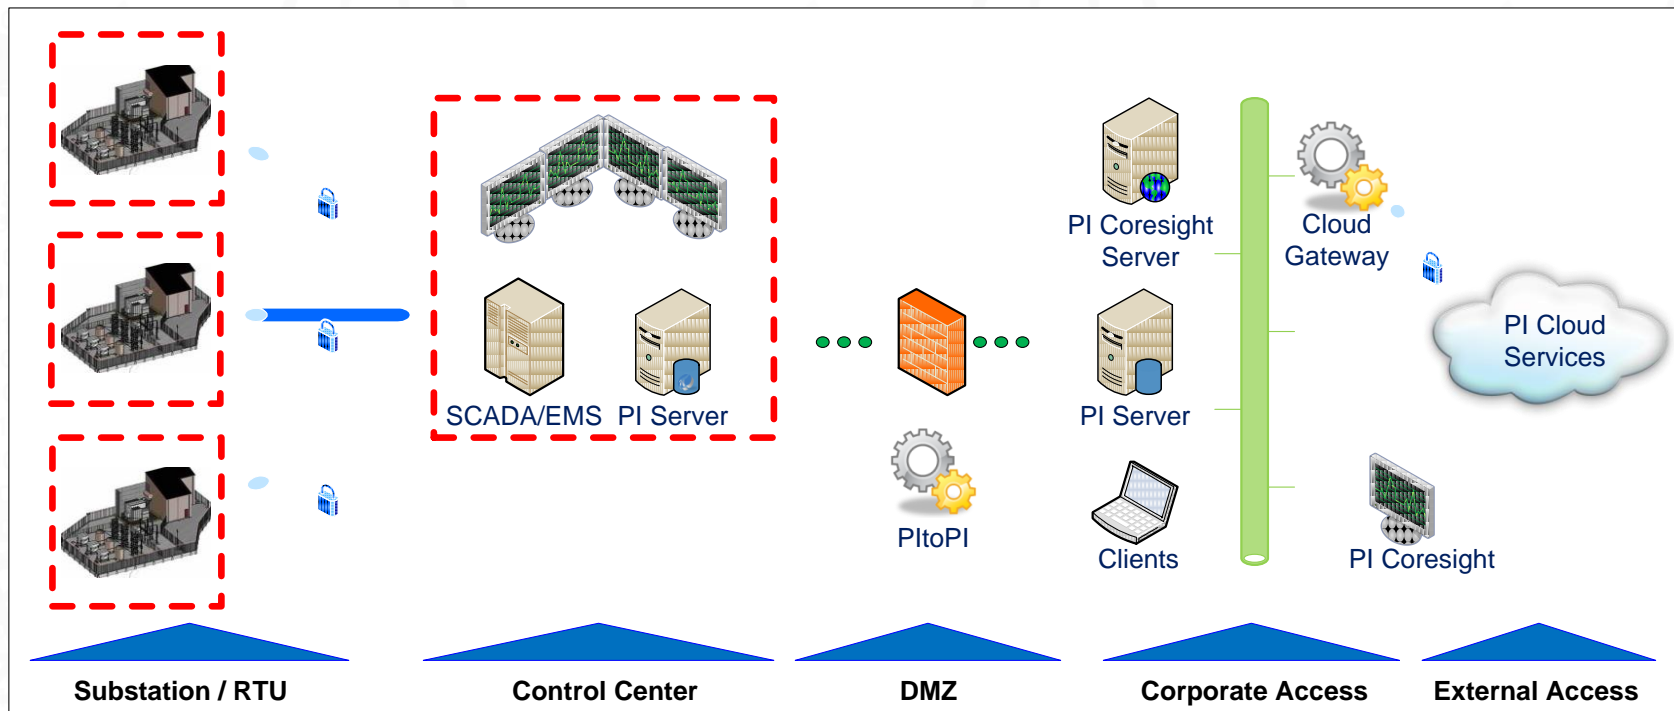 PI Coresight
Server
Cloud
Gateway
PI Cloud
Services
SCADA/EMS
PI Server
PI Server
PItoPI
Clients
PI Coresight
Substation / RTU
Control Center
DMZ
Corporate Access
External Access